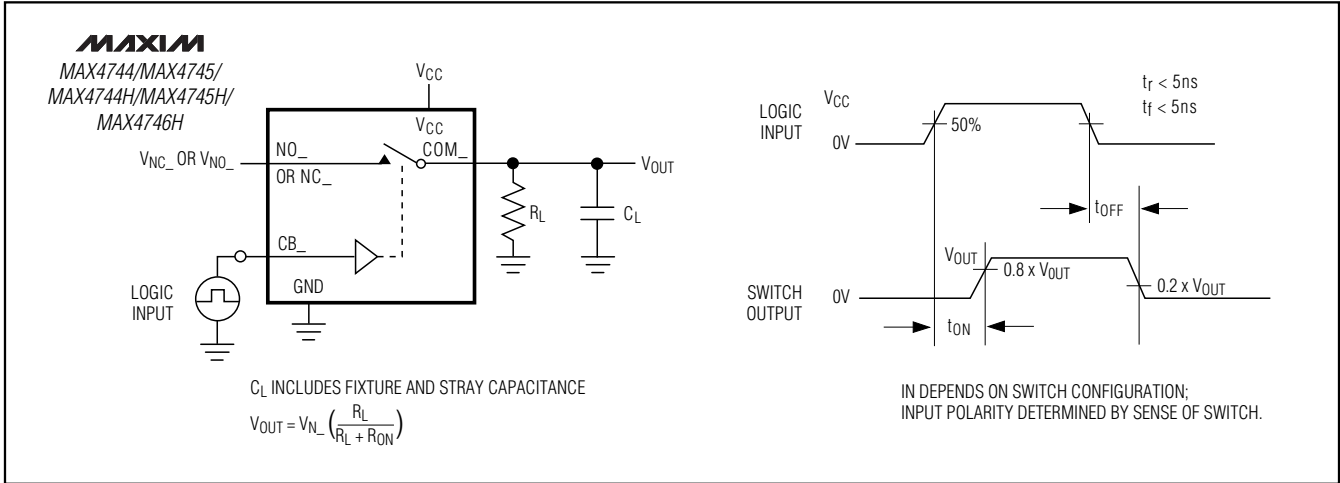 MAXIM
MAX4744/MAX4745/
MAX4744H/MAX4745H/
MAX4746H
VCC
VCC
VNC_ OR VNO_
NO_
OR NC_
COM_
VOUT
RL
CL
CB_
GND
LOGIC
INPUT
CL INCLUDES FIXTURE AND STRAY CAPACITANCE
VOUT = VN_ (RL
RL + RON)
LOGIC
INPUT
VCC
0V
50%
tr < 5ns
tf < 5ns
tOFF
SWITCH
OUTPUT
VOUT
0V
0.8 x VOUT
0.2 x VOUT
tON
IN DEPENDS ON SWITCH CONFIGURATION;
INPUT POLARITY DETERMINED BY SENSE OF SWITCH.